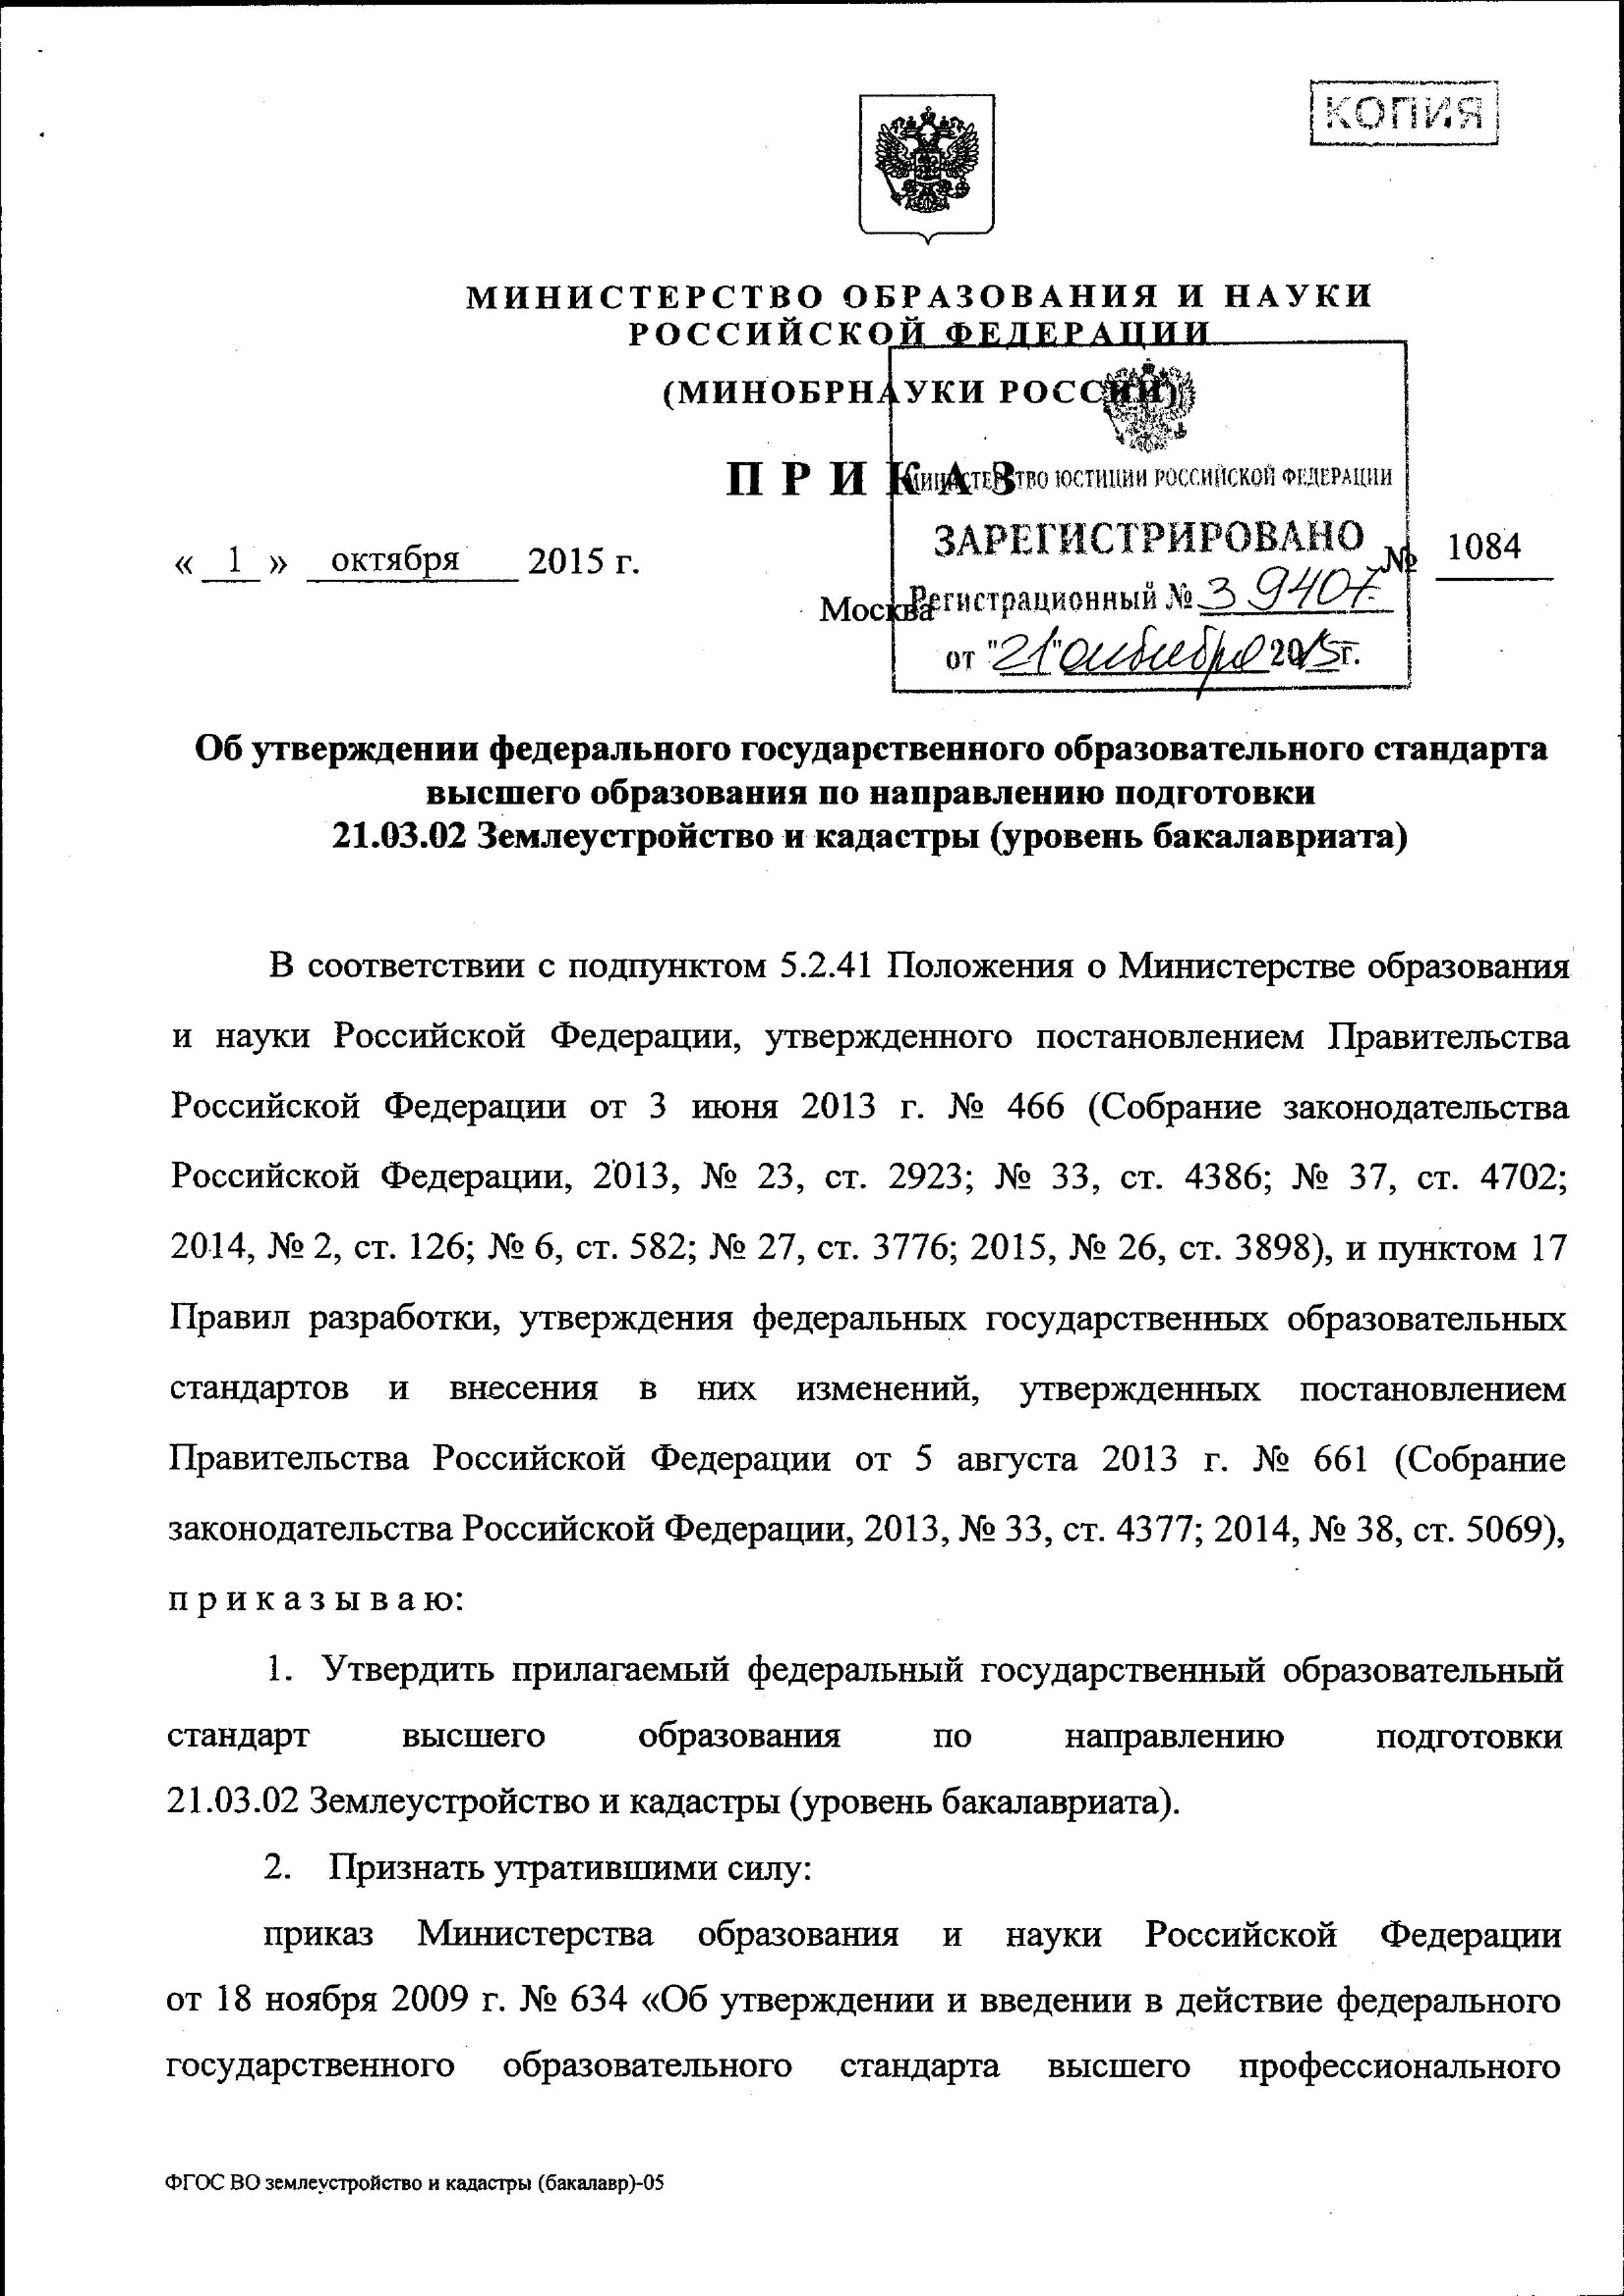 КОПИЯ
МИНИСТЕРСТВО ОБРАЗОВАНИЯ И НАУКИ
РОССИЙСКОЙ ФЕДЕРАЦИИ
(МИНОБРНАУКИ РОССИИ)
П Р И К А З
МИНИСТЕРСТВО ЮСТИЦИИ РОССИЙСКОЙ ФЕДЕРАЦИИ
ЗАРЕГИСТРИРОВАНО
« 1 » октября 2015 г. № 1084
Москва
Регистрационный № 39407
от "21" октября 2015г.
Об утверждении федерального государственного образовательного стандарта
высшего образования по направлению подготовки
21.03.02 Землеустройство и кадастры (уровень бакалавриата)
В соответствии с подпунктом 5.2.41 Положения о Министерстве образования
и науки Российской Федерации, утвержденного постановлением Правительства
Российской Федерации от 3 июня 2013 г. № 466 (Собрание законодательства
Российской Федерации, 2013, № 23, ст. 2923; № 33, ст. 4386; № 37, ст. 4702;
2014, № 2, ст. 126; № 6, ст. 582; № 27, ст. 3776; 2015, № 26, ст. 3898), и пунктом 17
Правил разработки, утверждения федеральных государственных образовательных
стандартов и внесения в них изменений, утвержденных постановлением
Правительства Российской Федерации от 5 августа 2013 г. № 661 (Собрание
законодательства Российской Федерации, 2013, № 33, ст. 4377; 2014, № 38, ст. 5069),
п р и к а з ы в а ю:
1. Утвердить прилагаемый федеральный государственный образовательный
стандарт высшего образования по направлению подготовки
21.03.02 Землеустройство и кадастры (уровень бакалавриата).
2. Признать утратившими силу:
приказ Министерства образования и науки Российской Федерации
от 18 ноября 2009 г. № 634 «Об утверждении и введении в действие федерального
государственного образовательного стандарта высшего профессионального
ФГОС ВО землеустройство и кадастры (бакалавр)-05